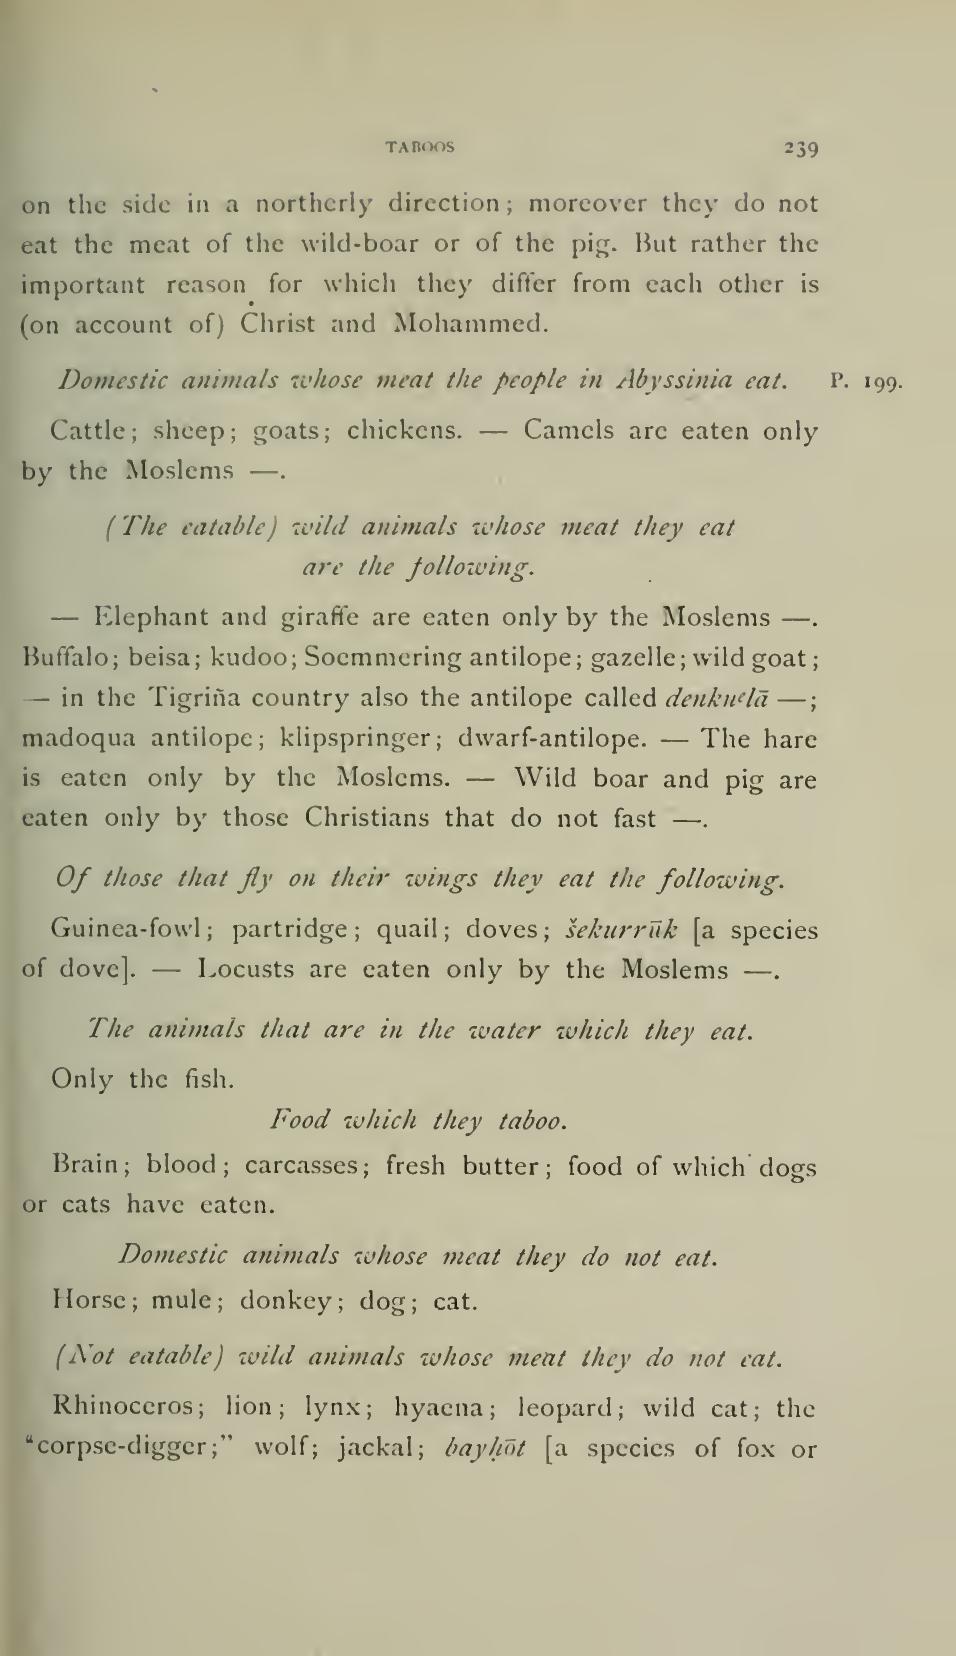 TABOOS 239
on the side in a northerly direction; moreover they do not
eat the meat of the wild-boar or of the pig. But rather the
important reason for which they differ from each other is
(on account of) Christ and Mohammed.
Domestic animals whose meat the people in Abyssinia eat. P. 199.
Cattle; sheep; goats; chickens. — Camels are eaten only
by the Moslems —.
(The eatable) wild animals whose meat they eat
are the following.
— Elephant and giraffe are eaten only by the Moslems —.
Buffalo; beisa; kudoo; Soemmering antilope; gazelle; wild goat;
— in the Tigriña country also the antilope called denkuᵉlā —;
madoqua antilope; klipspringer; dwarf-antilope. — The hare
is eaten only by the Moslems. — Wild boar and pig are
eaten only by those Christians that do not fast —.
Of those that fly on their wings they eat the following.
Guinea-fowl; partridge; quail; doves; šekurrūk [a species
of dove]. — Locusts are eaten only by the Moslems —.
The animals that are in the water which they eat.
Only the fish.
Food which they taboo.
Brain; blood; carcasses; fresh butter; food of which dogs
or cats have eaten.
Domestic animals whose meat they do not eat.
Horse; mule; donkey; dog; cat.
(Not eatable) wild animals whose meat they do not eat.
Rhinoceros; lion; lynx; hyaena; leopard; wild cat; the
“corpse-digger;” wolf; jackal; bayḥōt [a species of fox or